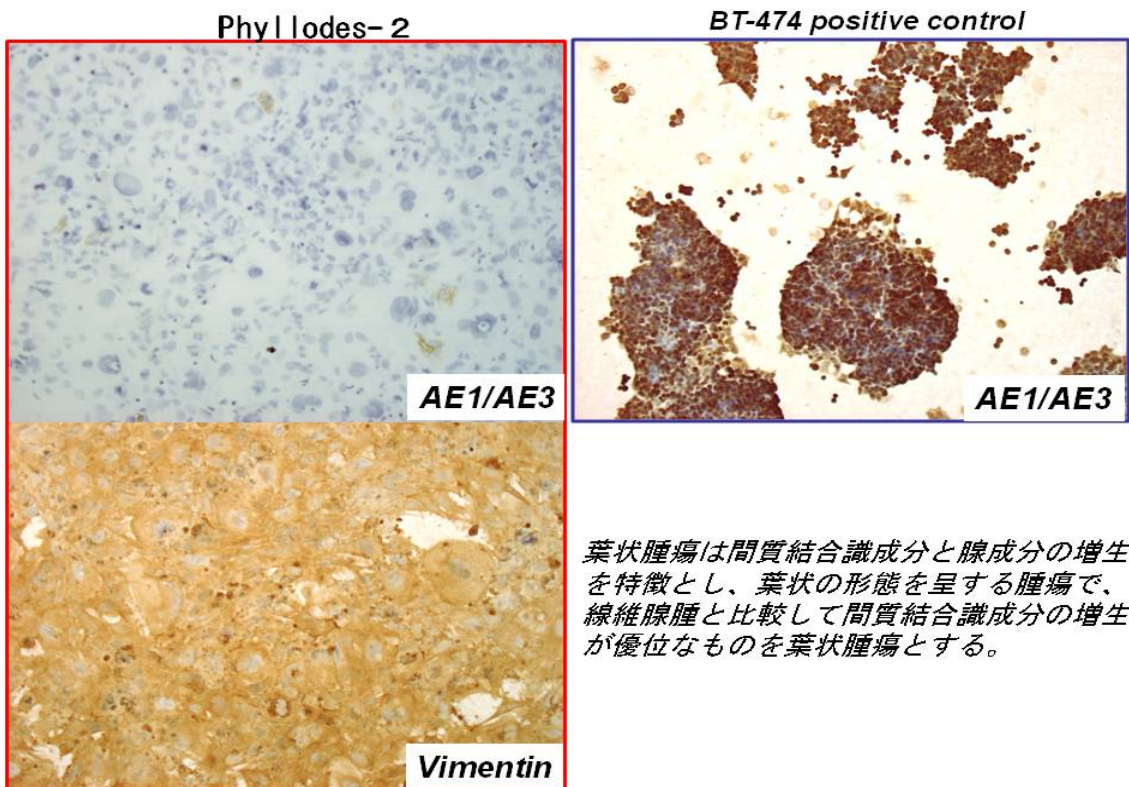 Phyllodes-２
BT-474 positive control
AE1/AE3
AE1/AE3
Vimentin
葉状腫瘍は間質結合識成分と腺成分の増生
を特徴とし、葉状の形態を呈する腫瘍で、
線維腺腫と比較して間質結合識成分の増生
が優位なものを葉状腫瘍とする。